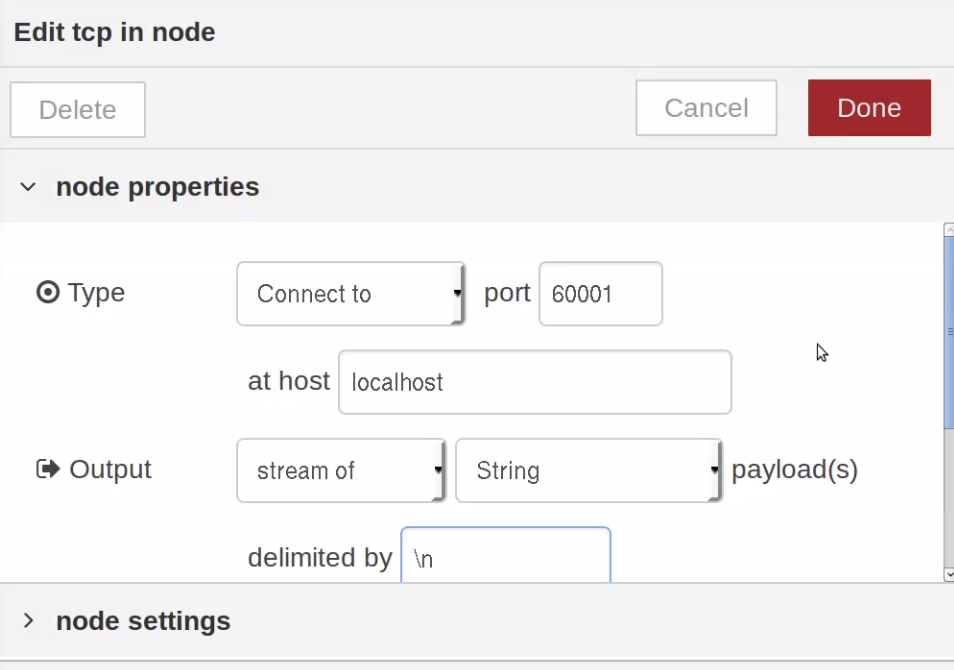 Edit tcp in node
Delete Cancel Done
node properties
Type Connect to port 60001
at host localhost
Output stream of String payload(s)
delimited by \n
node settings